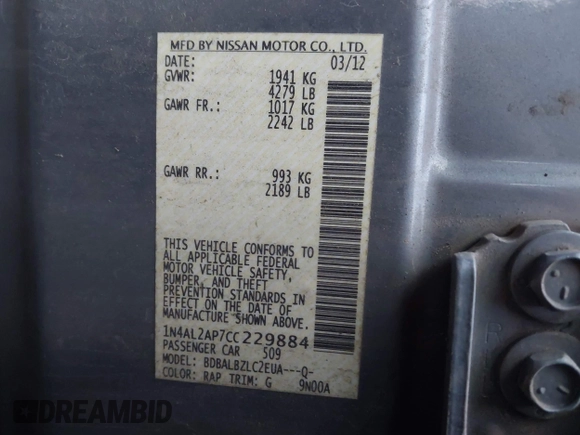 MFD BY NISSAN MOTOR CO., LTD.
DATE: 03/12
GVWR: 1941 KG
4279 LB
GAWR FR.: 1017 KG
2242 LB
GAWR RR.: 993 KG
2189 LB
THIS VEHICLE CONFORMS TO
ALL APPLICABLE FEDERAL
MOTOR VEHICLE SAFETY,
BUMPER, AND THEFT
PREVENTION STANDARDS IN
EFFECT ON THE DATE OF
MANUFACTURE SHOWN ABOVE.
1N4AL2AP7CC229884
PASSENGER CAR 509
MODEL: BDBALBZLC2EUA---Q-
COLOR: RAP TRIM: G 9N00A
DREAMBID